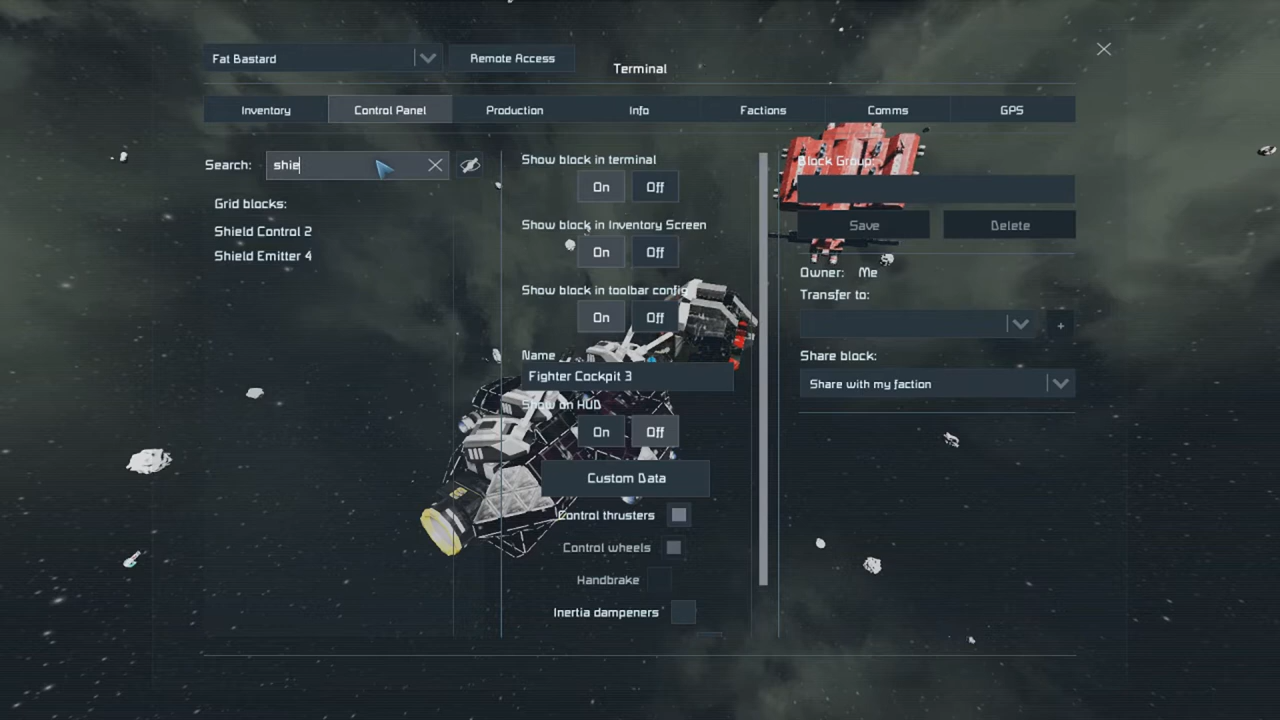 Fat Bastard
Remote Access
Terminal
Inventory
Control Panel
Production
Info
Factions
Comms
GPS
Search:
shie
Grid blocks:
Shield Control 2
Shield Emitter 4
Show block in terminal
On
Off
Show block in Inventory Screen
On
Off
Show block in toolbar config
On
Off
Name
Fighter Cockpit 3
Show on HUD
On
Off
Custom Data
Control thrusters
Control wheels
Handbrake
Inertia dampeners
Block Group:
Save
Delete
Owner: Me
Transfer to:
+
Share block:
Share with my faction